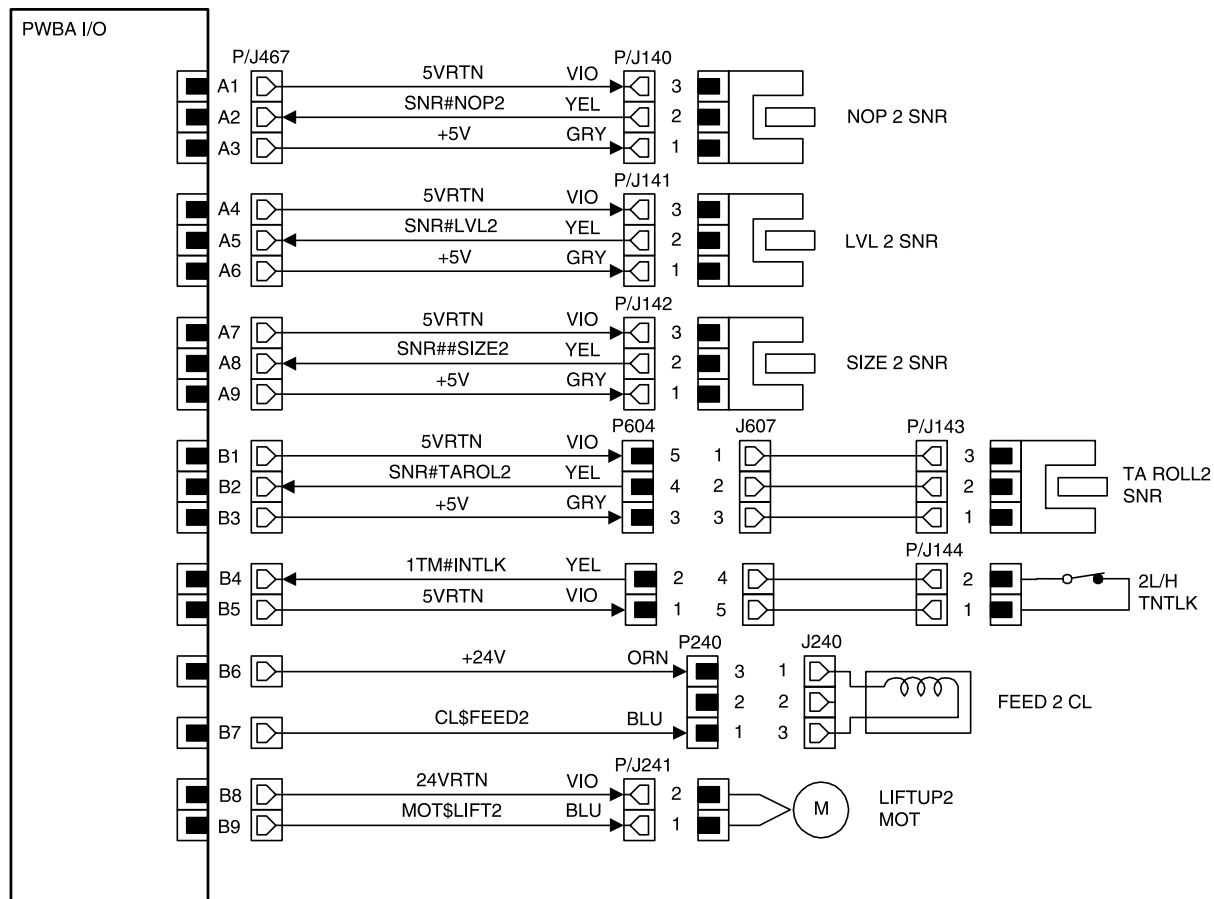 PWBA I/O
P/J467 P/J140
A1 5VRTN VIO 3
A2 SNR#NOP2 YEL 2 NOP 2 SNR
A3 +5V GRY 1
P/J141
A4 5VRTN VIO 3
A5 SNR#LVL2 YEL 2 LVL 2 SNR
A6 +5V GRY 1
P/J142
A7 5VRTN VIO 3
A8 SNR##SIZE2 YEL 2 SIZE 2 SNR
A9 +5V GRY 1
P604 J607 P/J143
B1 5VRTN VIO 5 1 3
B2 SNR#TAROL2 YEL 4 2 2 TA ROLL2
SNR
B3 +5V GRY 3 3 1
P/J144
B4 1TM#INTLK YEL 2 4 2 2L/H
TNTLK
B5 5VRTN VIO 1 5 1
P240 J240
B6 +24V ORN 3 1
2 2 FEED 2 CL
B7 CL$FEED2 BLU 1 3
P/J241
B8 24VRTN VIO 2 M LIFTUP2
MOT
B9 MOT$LIFT2 BLU 1